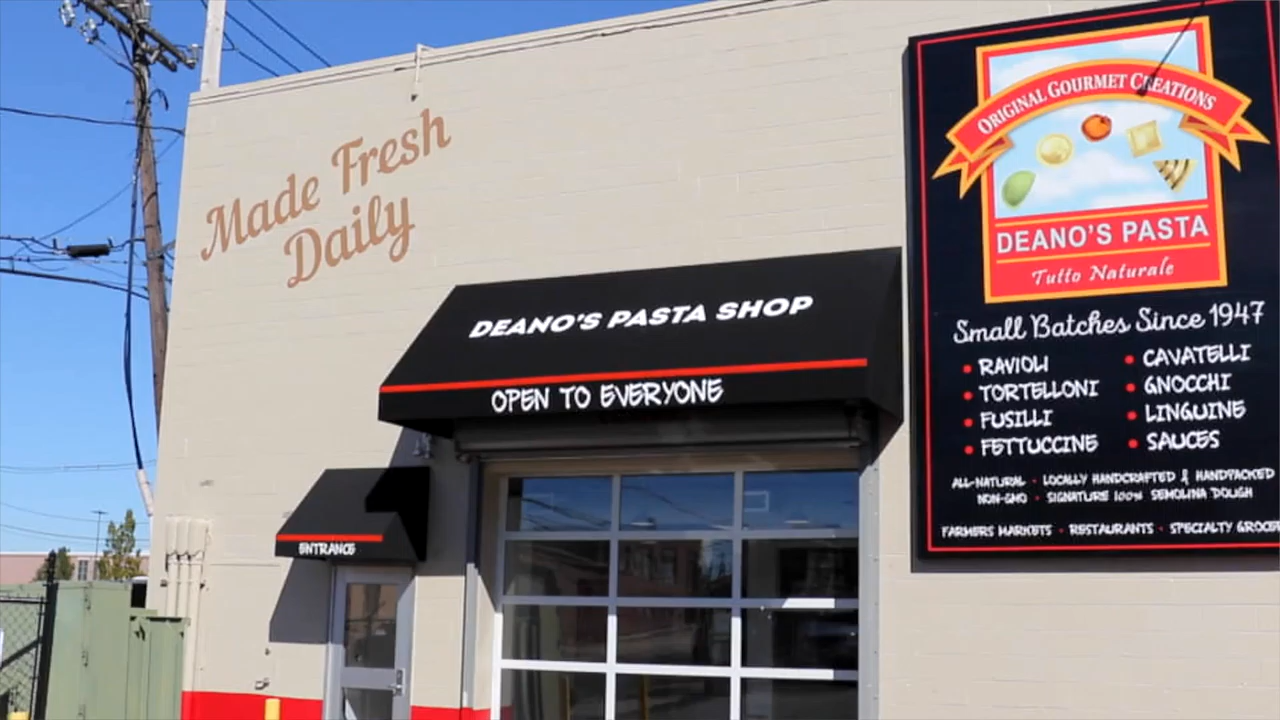 Made Fresh
Daily
DEANO'S PASTA SHOP
OPEN TO EVERYONE
ENTRANCE
ORIGINAL GOURMET CREATIONS
DEANO'S PASTA
Tutto Naturale
Small Batches Since 1947
• RAVIOLI
• TORTELLONI
• FUSILLI
• FETTUCCINE
• CAVATELLI
• GNOCCHI
• LINGUINE
• SAUCES
ALL-NATURAL • LOCALLY HANDCRAFTED & HANDPACKED
NON-GMO • SIGNATURE 100% SEMOLINA DOUGH
FARMERS MARKETS • RESTAURANTS • SPECIALTY